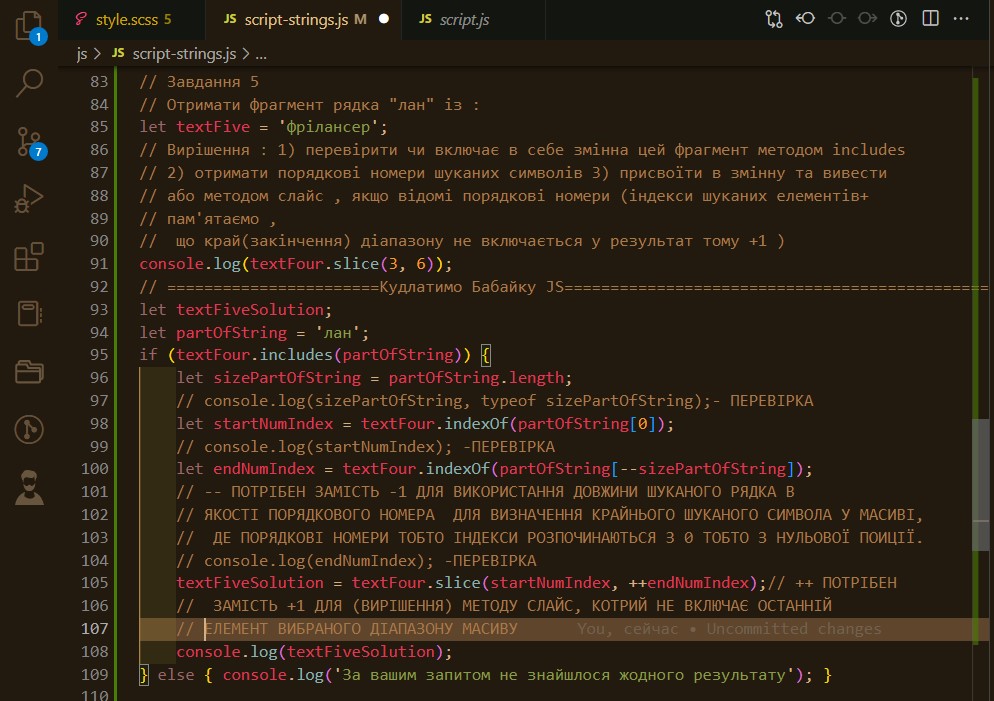 style.scss 5
JS script-strings.js M
JS script.js
js > JS script-strings.js > ...
1
7
83 // Завдання 5
84 // Отримати фрагмент рядка "лан" із :
85 let textFive = 'фрілансер';
86 // Вирішення : 1) перевірити чи включає в себе змінна цей фрагмент методом includes
87 // 2) отримати порядкові номери шуканих символів 3) присвоїти в змінну та вивести
88 // або методом слайс , якщо відомі порядкові номери (індекси шуканих елементів+
89 // пам'ятаємо ,
90 //  що край(закінчення) діапазону не включається у результат тому +1 )
91 console.log(textFour.slice(3, 6));
92 // =======================Кудлатимо Бабайку JS==============================================
93 let textFiveSolution;
94 let partOfString = 'лан';
95 if (textFour.includes(partOfString)) {
96 let sizePartOfString = partOfString.length;
97 // console.log(sizePartOfString, typeof sizePartOfString);- ПЕРЕВІРКА
98 let startNumIndex = textFour.indexOf(partOfString[0]);
99 // console.log(startNumIndex); -ПЕРЕВІРКА
100 let endNumIndex = textFour.indexOf(partOfString[--sizePartOfString]);
101 // -- ПОТРІБЕН ЗАМІСТЬ -1 ДЛЯ ВИКОРИСТАННЯ ДОВЖИНИ ШУКАНОГО РЯДКА В
102 // ЯКОСТІ ПОРЯДКОВОГО НОМЕРА  ДЛЯ ВИЗНАЧЕННЯ КРАЙНЬОГО ШУКАНОГО СИМВОЛА У МАСИВІ,
103 //  ДЕ ПОРЯДКОВІ НОМЕРИ ТОБТО ІНДЕКСИ РОЗПОЧИНАЮТЬСЯ З 0 ТОБТО З НУЛЬОВОЇ ПОИЦІЇ.
104 // console.log(endNumIndex); -ПЕРЕВІРКА
105 textFiveSolution = textFour.slice(startNumIndex, ++endNumIndex);// ++ ПОТРІБЕН
106 //  ЗАМІСТЬ +1 ДЛЯ (ВИРІШЕННЯ) МЕТОДУ СЛАЙС, КОТРИЙ НЕ ВКЛЮЧАЄ ОСТАННІЙ
107 // ЕЛЕМЕНТ ВИБРАНОГО ДІАПАЗОНУ МАСИВУ You, сейчас • Uncommitted changes
108 console.log(textFiveSolution);
109 } else { console.log('За вашим запитом не знайшлося жодного результату'); }
110